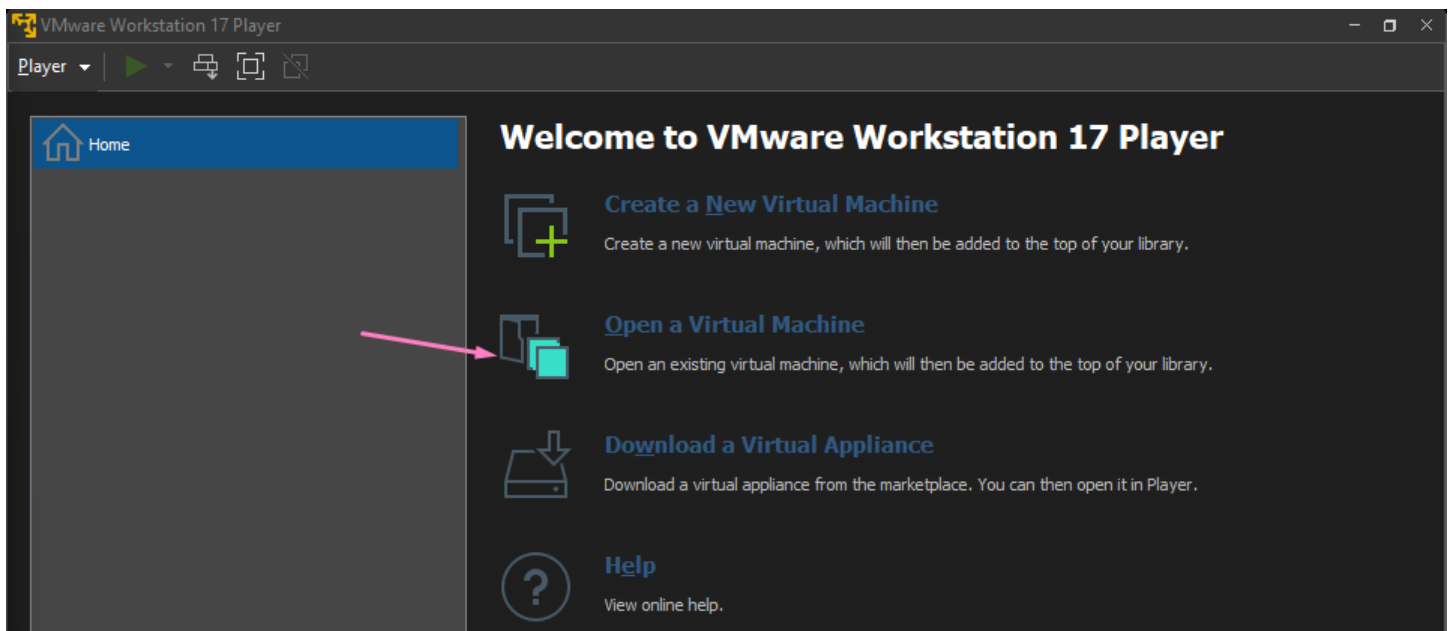 VMware Workstation 17 Player
Player
Home
Welcome to VMware Workstation 17 Player
Create a New Virtual Machine
Create a new virtual machine, which will then be added to the top of your library.
Open a Virtual Machine
Open an existing virtual machine, which will then be added to the top of your library.
Download a Virtual Appliance
Download a virtual appliance from the marketplace. You can then open it in Player.
Help
View online help.